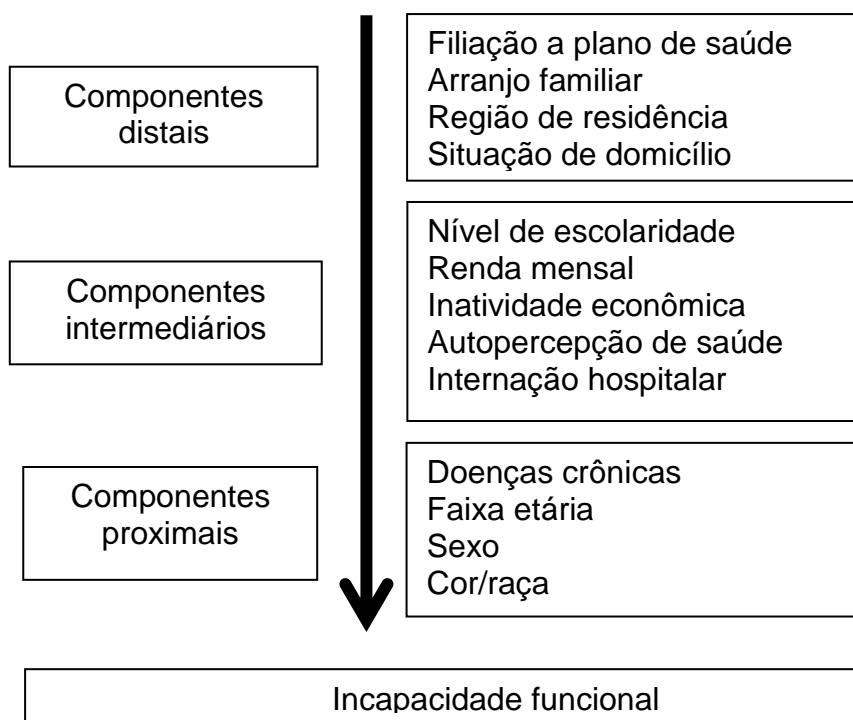 Componentes
distais
Filiação a plano de saúde
Arranjo familiar
Região de residência
Situação de domicílio
Componentes
intermediários
Nível de escolaridade
Renda mensal
Inatividade econômica
Autopercepção de saúde
Internação hospitalar
Componentes
proximais
Doenças crônicas
Faixa etária
Sexo
Cor/raça
Incapacidade funcional